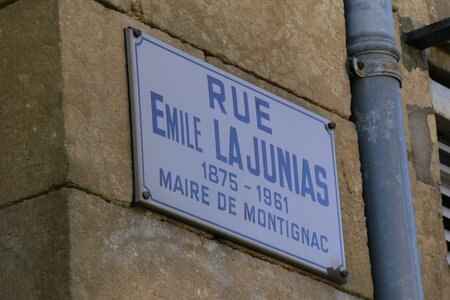 RUE
EMILE LAJUNIAS
1875 - 1961
MAIRE DE MONTIGNAC